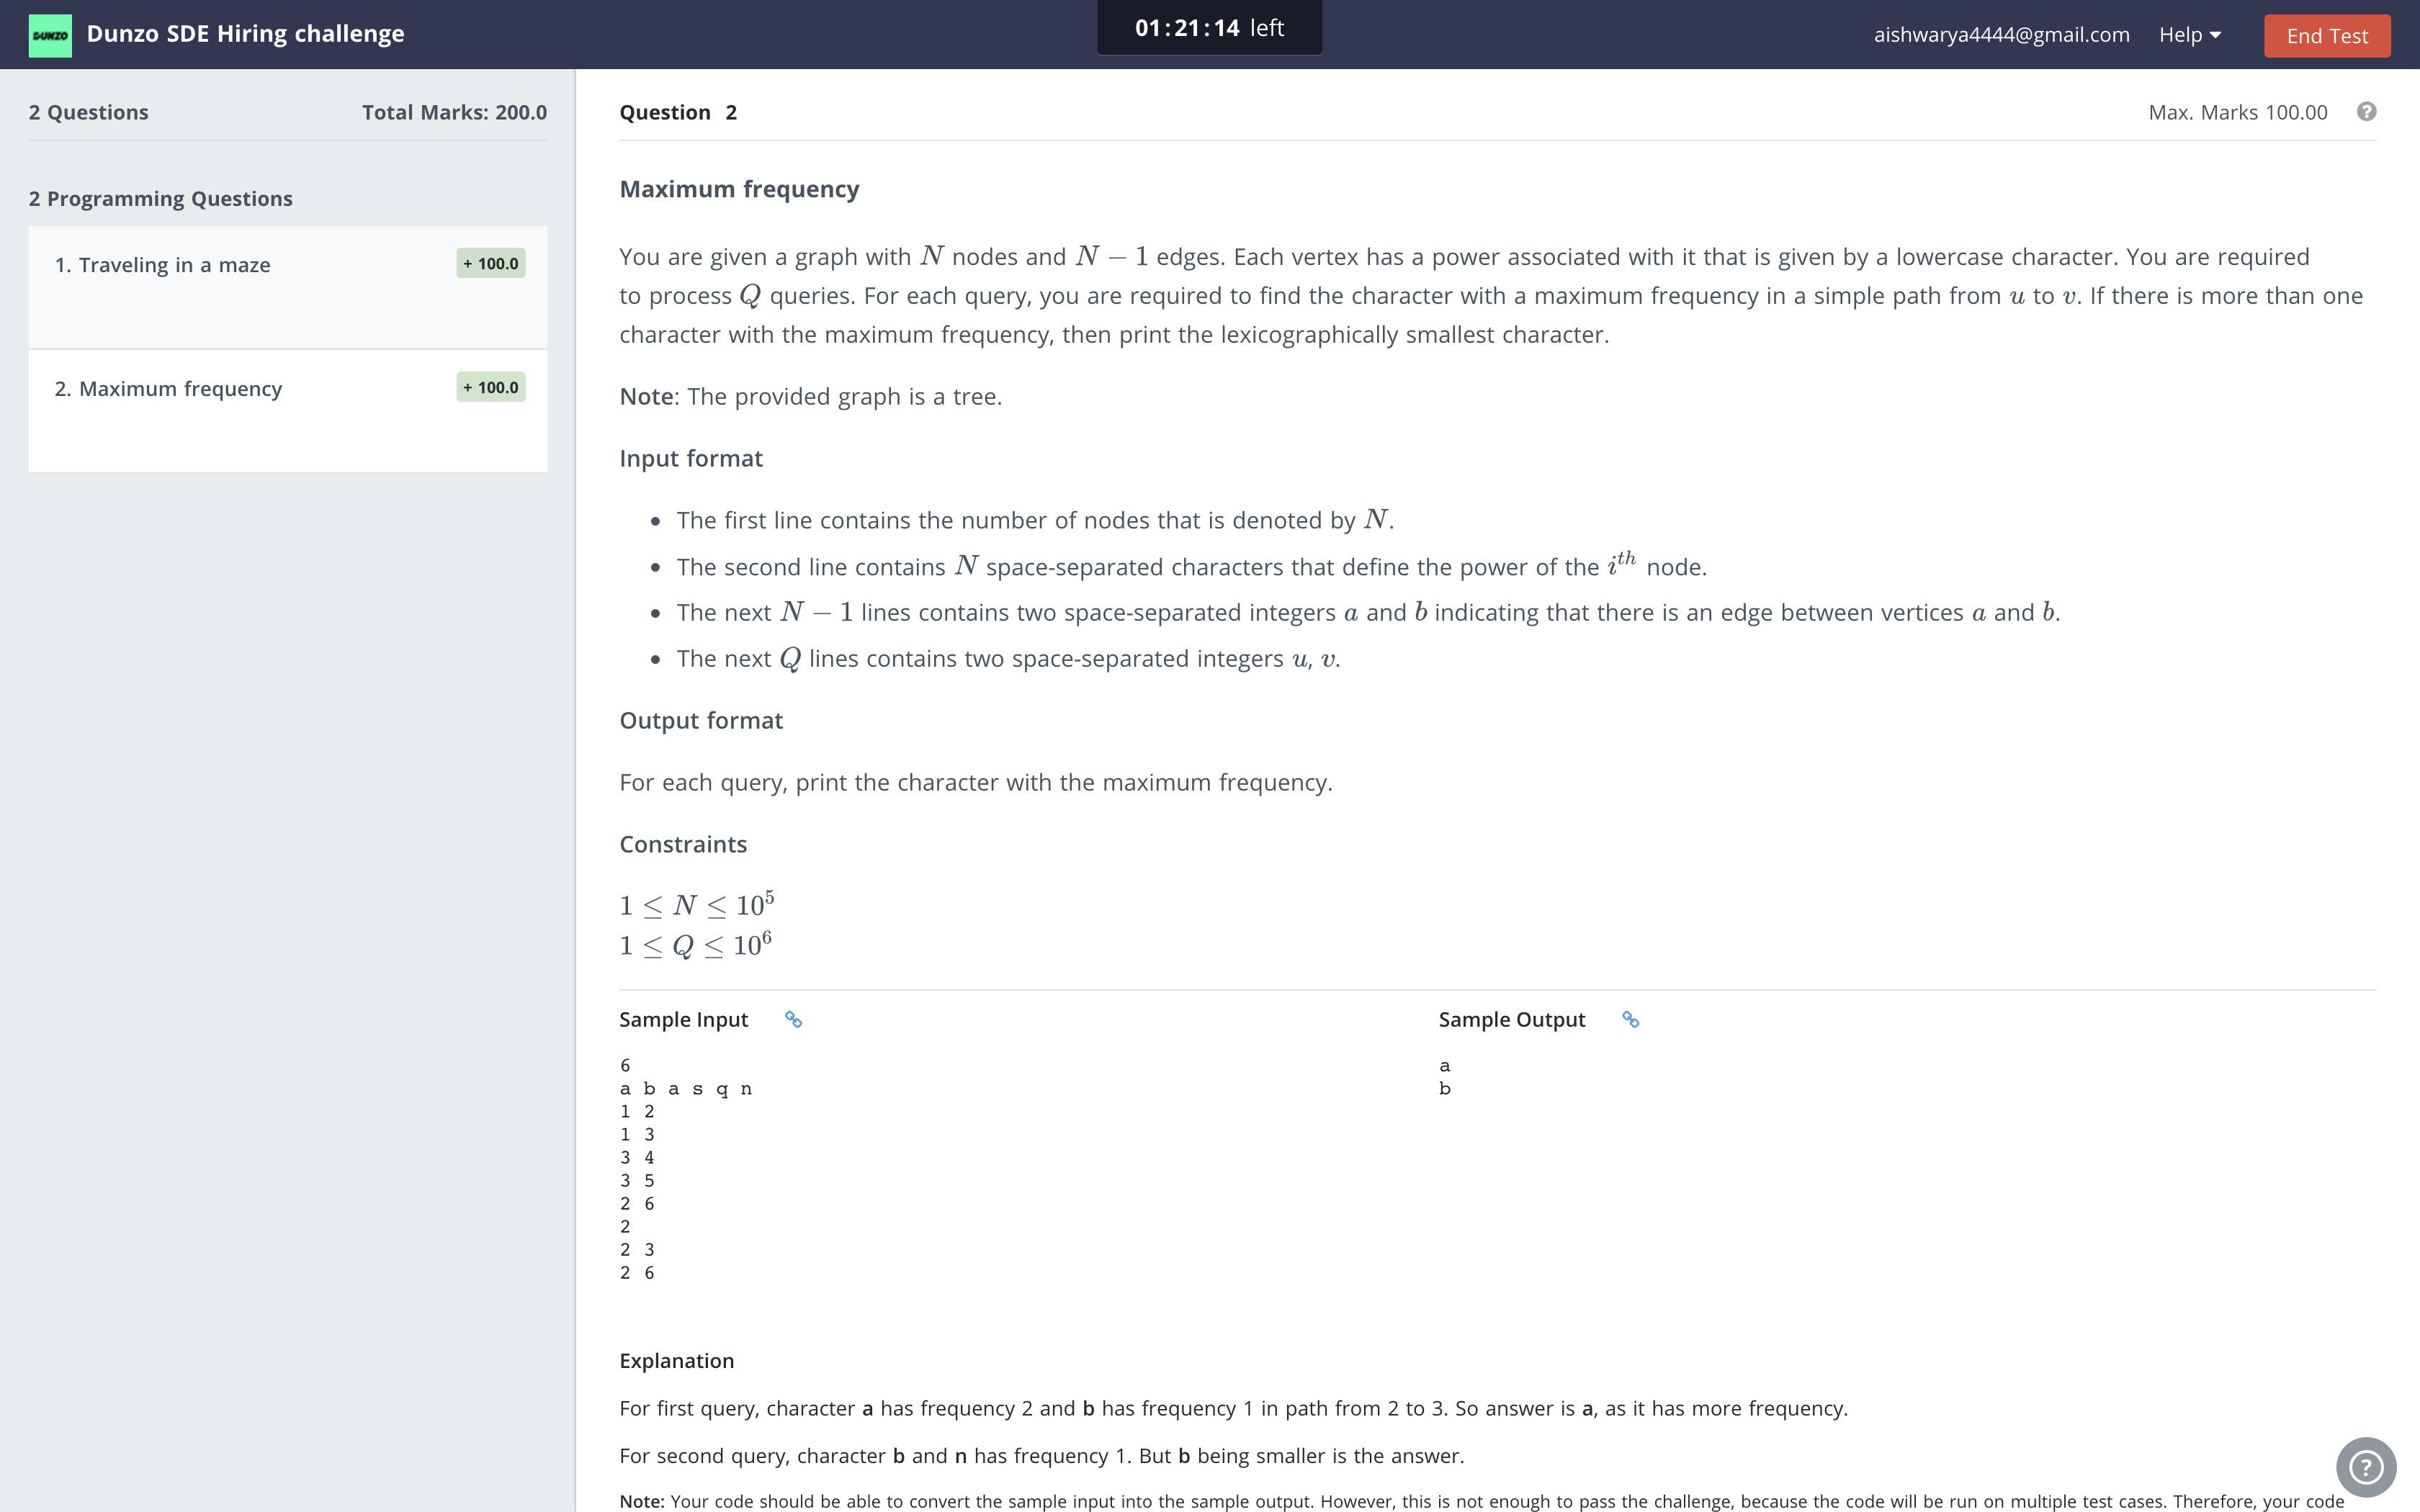 DUNZO
Dunzo SDE Hiring challenge
01:21:14 left
aishwarya4444@gmail.com
Help
End Test
2 Questions
Total Marks: 200.0
2 Programming Questions
1. Traveling in a maze
+ 100.0
2. Maximum frequency
+ 100.0
Question 2
Max. Marks 100.00
?
Maximum frequency
You are given a graph with N nodes and N − 1 edges. Each vertex has a power associated with it that is given by a lowercase character. You are required
to process Q queries. For each query, you are required to find the character with a maximum frequency in a simple path from u to v. If there is more than one
character with the maximum frequency, then print the lexicographically smallest character.
Note: The provided graph is a tree.
Input format
• The first line contains the number of nodes that is denoted by N.
• The second line contains N space-separated characters that define the power of the i^th node.
• The next N − 1 lines contains two space-separated integers a and b indicating that there is an edge between vertices a and b.
• The next Q lines contains two space-separated integers u, v.
Output format
For each query, print the character with the maximum frequency.
Constraints
1 ≤ N ≤ 10^5
1 ≤ Q ≤ 10^6
Sample Input
6
a b a s q n
1 2
1 3
3 4
3 5
2 6
2
2 3
2 6
Sample Output
a
b
Explanation
For first query, character a has frequency 2 and b has frequency 1 in path from 2 to 3. So answer is a, as it has more frequency.
For second query, character b and n has frequency 1. But b being smaller is the answer.
Note: Your code should be able to convert the sample input into the sample output. However, this is not enough to pass the challenge, because the code will be run on multiple test cases. Therefore, your code
?